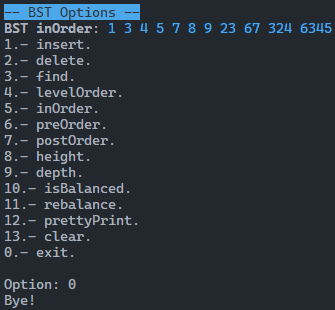 -- BST Options --
BST inOrder: 1 3 4 5 7 8 9 23 67 324 6345
1.- insert.
2.- delete.
3.- find.
4.- levelOrder.
5.- inOrder.
6.- preOrder.
7.- postOrder.
8.- height.
9.- depth.
10.- isBalanced.
11.- rebalance.
12.- prettyPrint.
13.- clear.
0.- exit.
Option: 0
Bye!